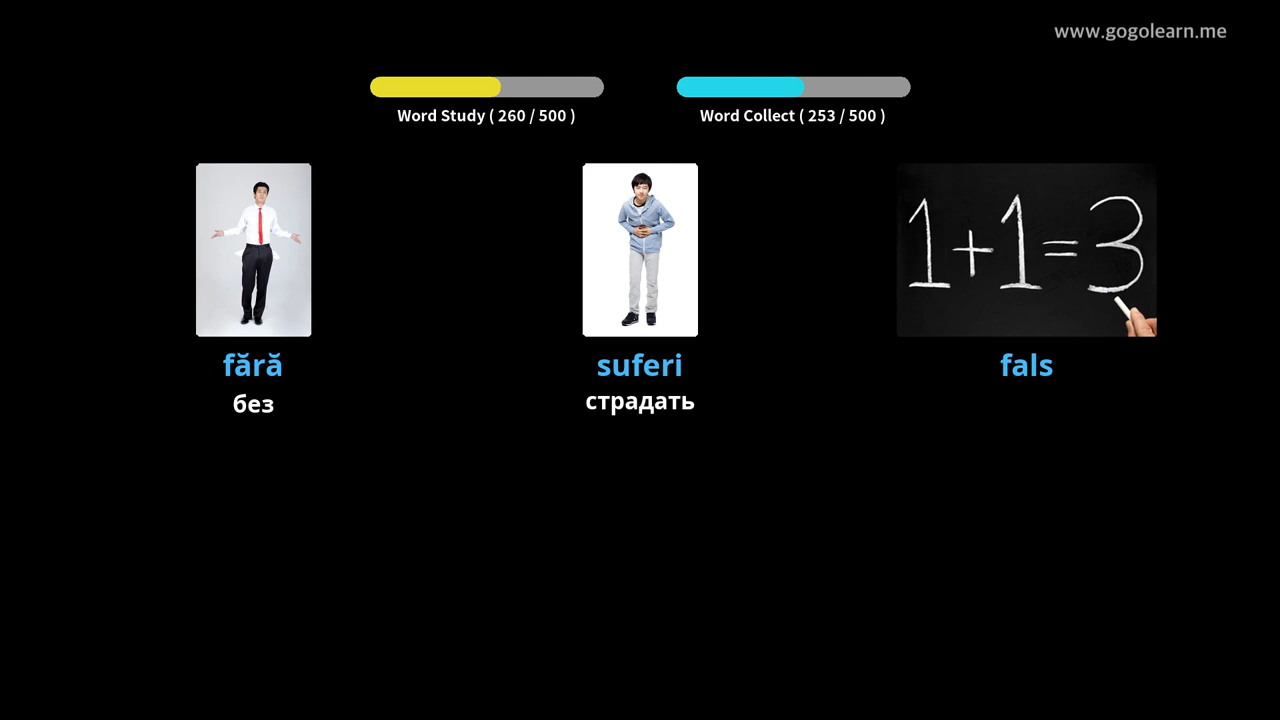 www.gogolearn.me
Word Study ( 260 / 500 )
Word Collect ( 253 / 500 )
1+1=3
fără
suferi
fals
без
страдать